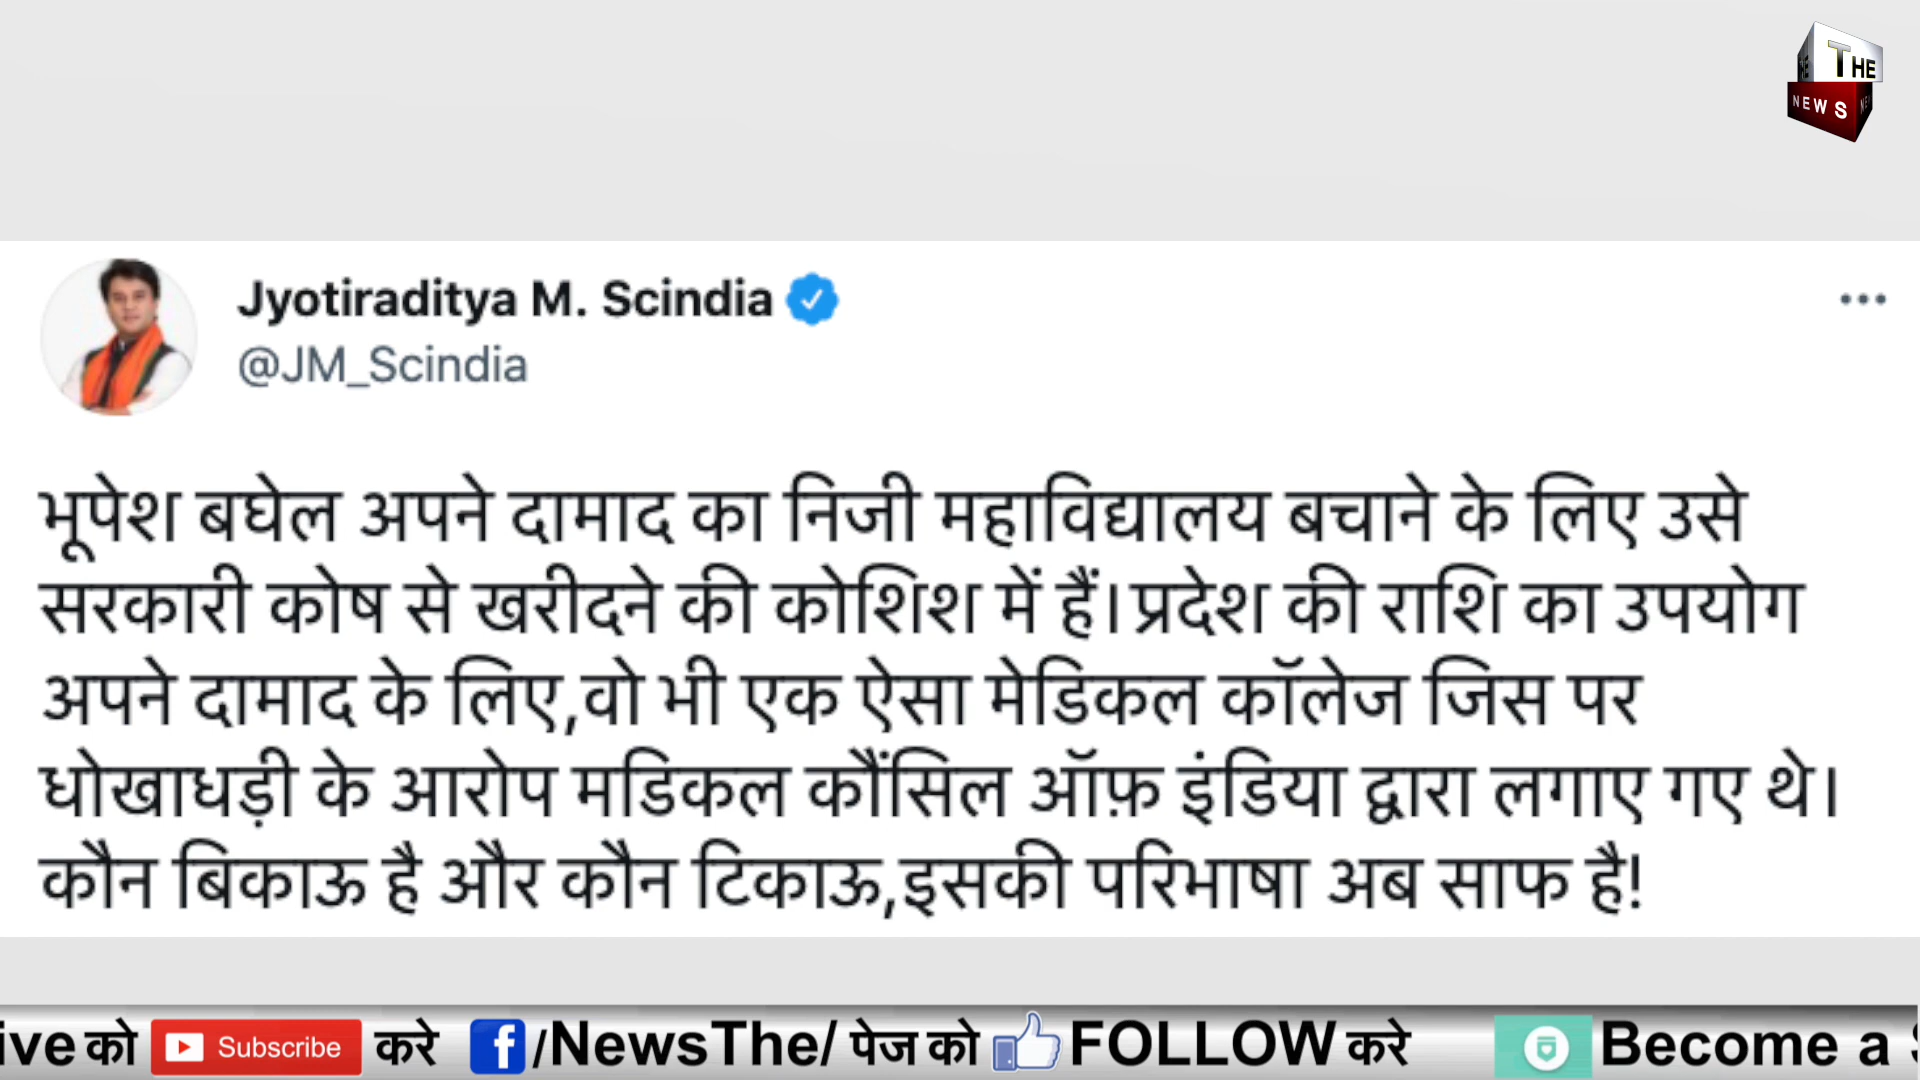 THE
NEWS
Jyotiraditya M. Scindia
@JM_Scindia
भूपेश बघेल अपने दामाद का निजी महाविद्यालय बचाने के लिए उसे
सरकारी कोष से खरीदने की कोशिश में हैं।प्रदेश की राशि का उपयोग
अपने दामाद के लिए,वो भी एक ऐसा मेडिकल कॉलेज जिस पर
धोखाधड़ी के आरोप मडिकल कौंसिल ऑफ़ इंडिया द्वारा लगाए गए थे।
कौन बिकाऊ है और कौन टिकाऊ,इसकी परिभाषा अब साफ है!
ive को Subscribe करे f/NewsThe/ पेज को FOLLOW करे Become a